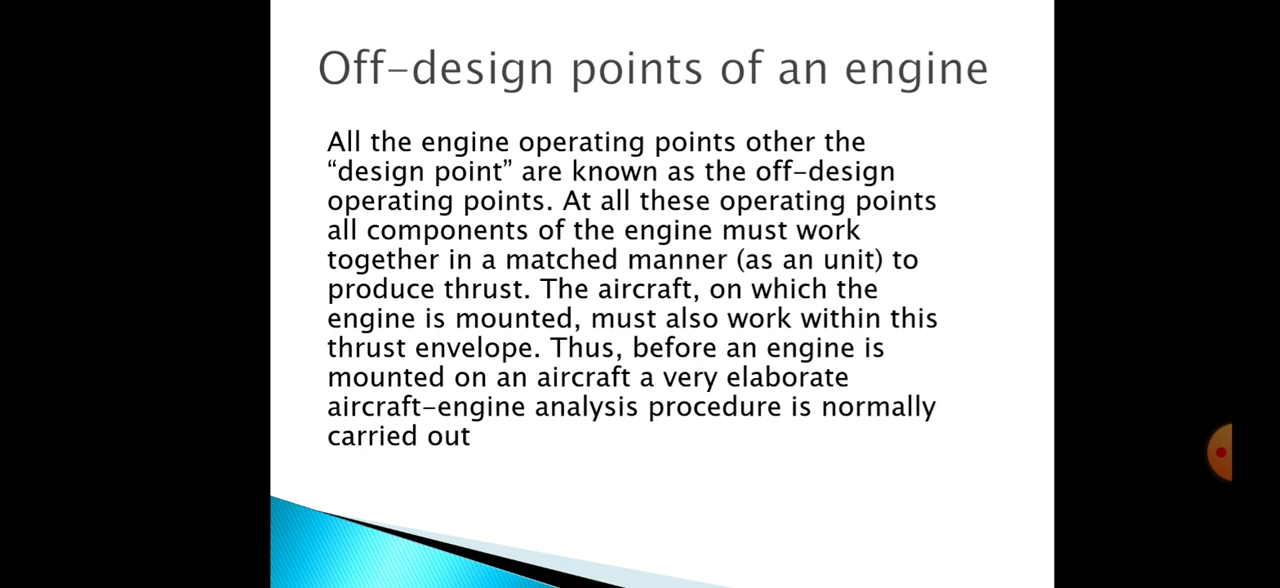 Off-design points of an engine
All the engine operating points other the
“design point” are known as the off-design
operating points. At all these operating points
all components of the engine must work
together in a matched manner (as an unit) to
produce thrust. The aircraft, on which the
engine is mounted, must also work within this
thrust envelope. Thus, before an engine is
mounted on an aircraft a very elaborate
aircraft-engine analysis procedure is normally
carried out